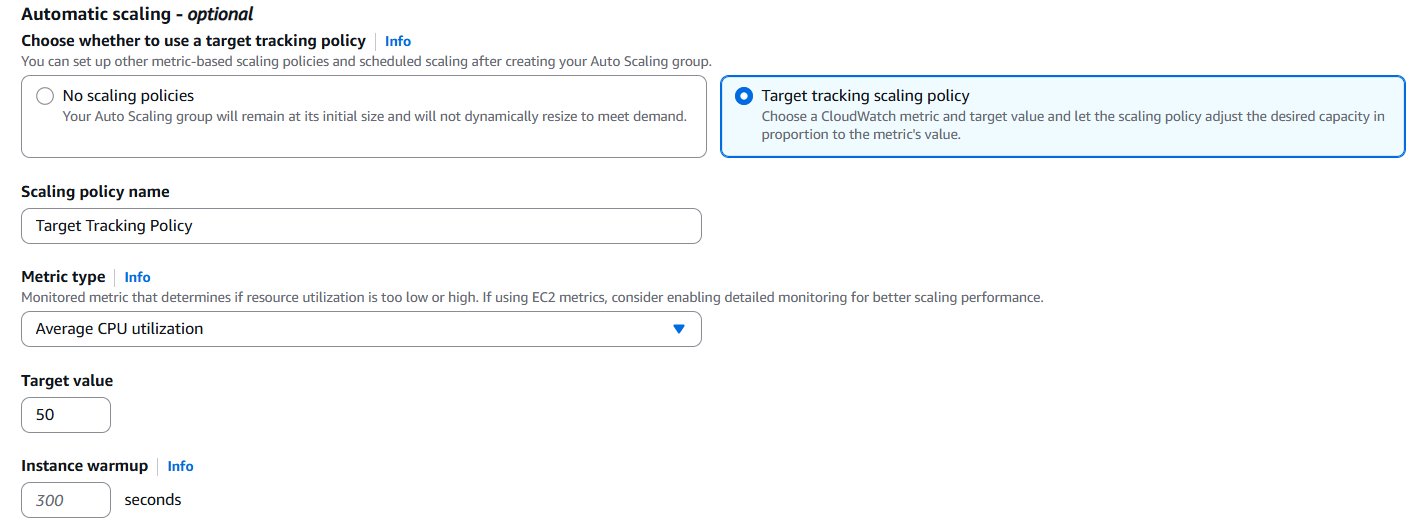 Automatic scaling - optional
Choose whether to use a target tracking policy Info
You can set up other metric-based scaling policies and scheduled scaling after creating your Auto Scaling group.
No scaling policies
Your Auto Scaling group will remain at its initial size and will not dynamically resize to meet demand.
Target tracking scaling policy
Choose a CloudWatch metric and target value and let the scaling policy adjust the desired capacity in
proportion to the metric's value.
Scaling policy name
Target Tracking Policy
Metric type Info
Monitored metric that determines if resource utilization is too low or high. If using EC2 metrics, consider enabling detailed monitoring for better scaling performance.
Average CPU utilization
Target value
50
Instance warmup Info
300 seconds